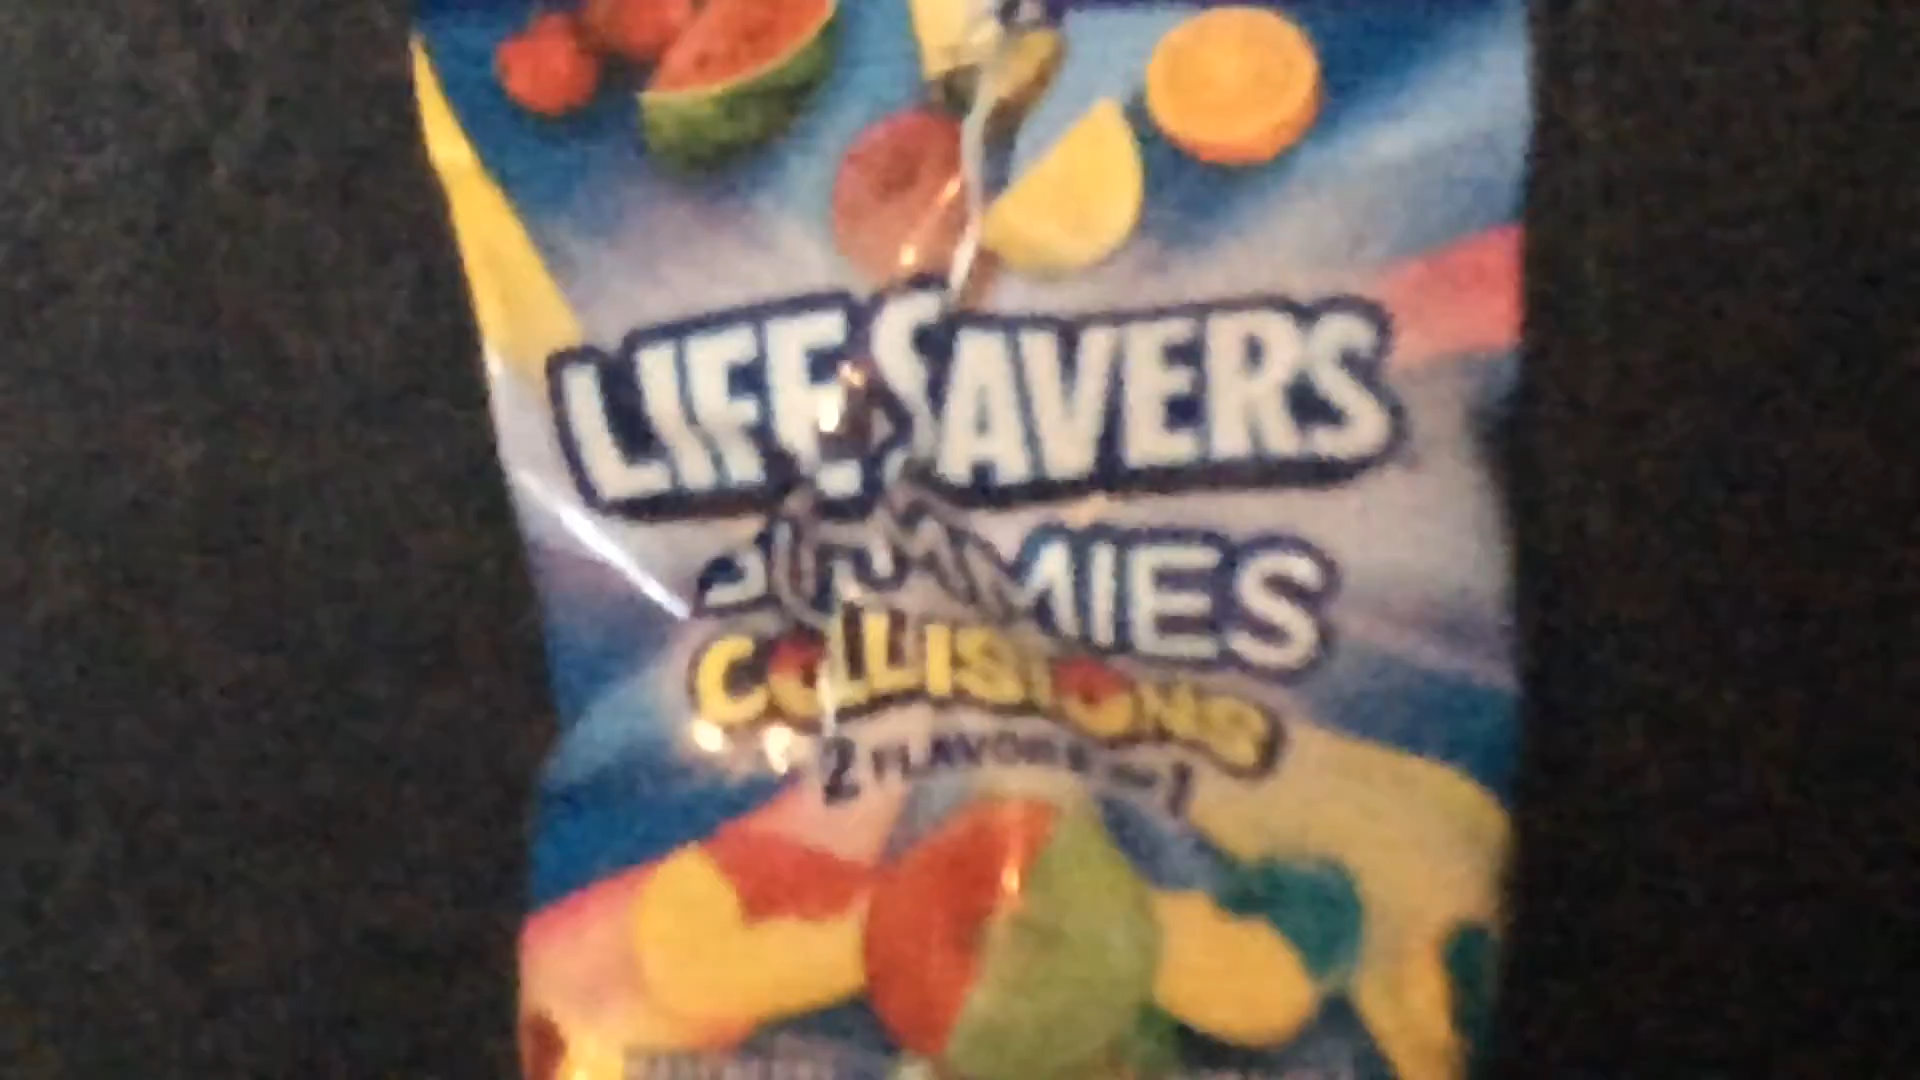 LIFE SAVERS
GUMMIES
COLLISIONS
2 FLAVORS IN 1